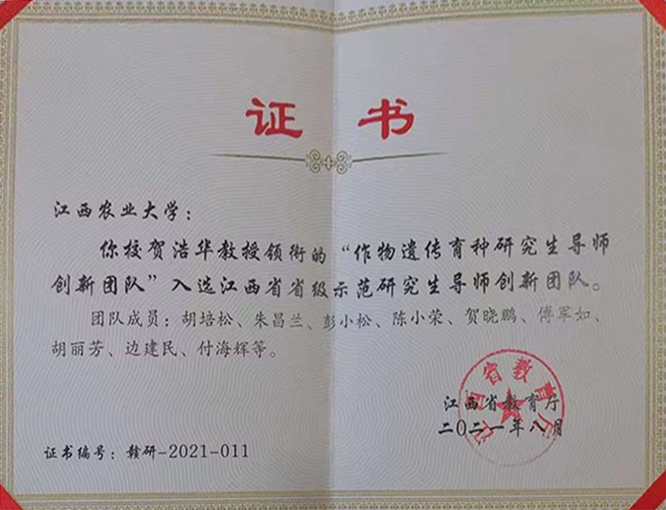 证书
江西农业大学：
你校贺浩华教授领衔的“作物遗传育种研究生导师
创新团队”入选江西省省级示范研究生导师创新团队。
团队成员：胡培松、朱昌兰、彭小松、陈小荣、贺晓鹏、傅军如、
胡丽芳、边建民、付海辉等。
江西省教育厅
二〇二一年八月
证书编号：赣研-2021-011